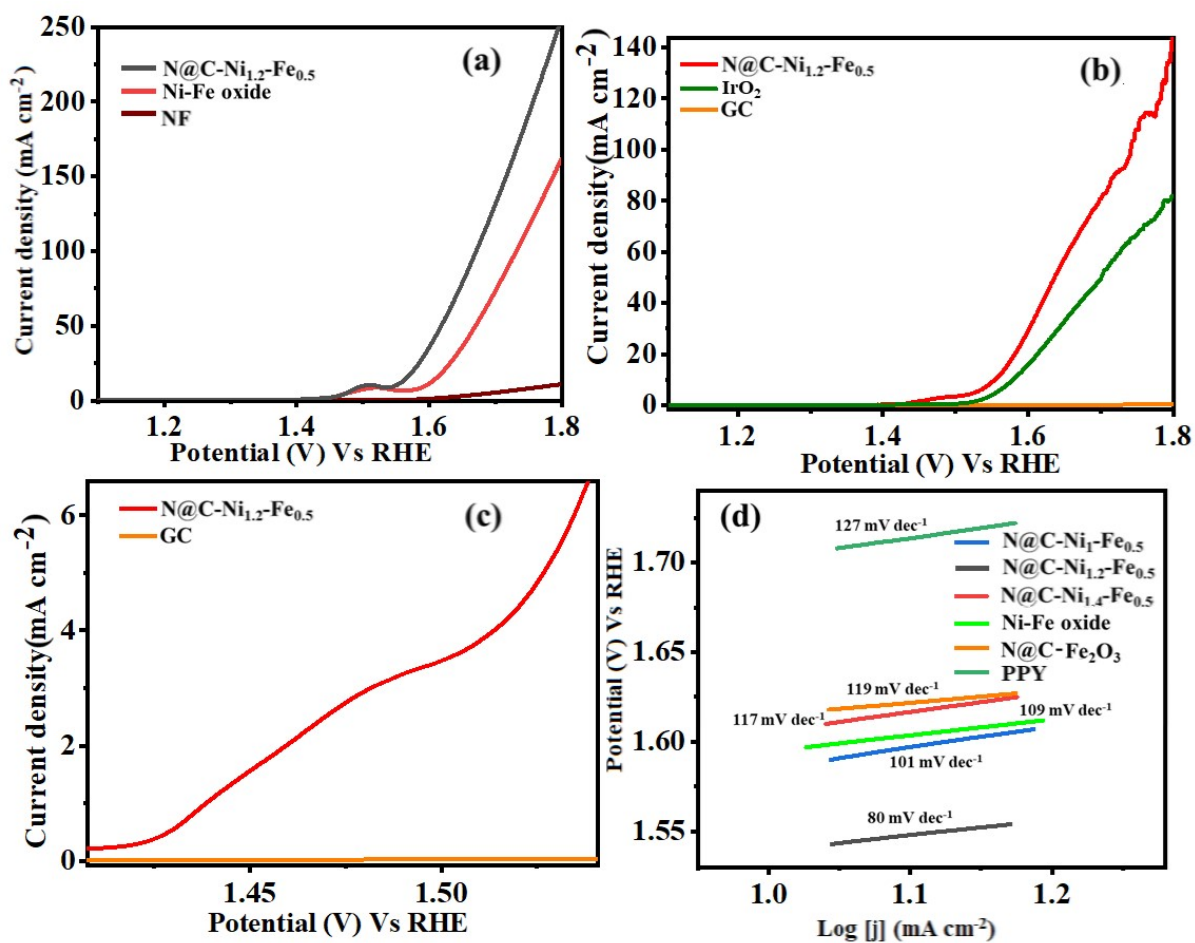 (a)
N@C-Ni1.2-Fe0.5
Ni-Fe oxide
NF
250
200
150
100
50
0
1.2 1.4 1.6 1.8
Current density (mA cm-2)
Potential (V) Vs RHE
(b)
N@C-Ni1.2-Fe0.5
IrO2
GC
140
120
100
80
60
40
20
0
1.2 1.4 1.6 1.8
Current density(mA cm-2)
Potential (V) Vs RHE
(c)
N@C-Ni1.2-Fe0.5
GC
6
4
2
0
1.45 1.50
Current density(mA cm-2)
Potential (V) Vs RHE
(d)
127 mV dec-1
N@C-Ni1-Fe0.5
N@C-Ni1.2-Fe0.5
N@C-Ni1.4-Fe0.5
Ni-Fe oxide
N@C-Fe2O3
PPY
119 mV dec-1
117 mV dec-1
109 mV dec-1
101 mV dec-1
80 mV dec-1
1.70
1.65
1.60
1.55
1.0 1.1 1.2
Potential (V) Vs RHE
Log [j] (mA cm-2)